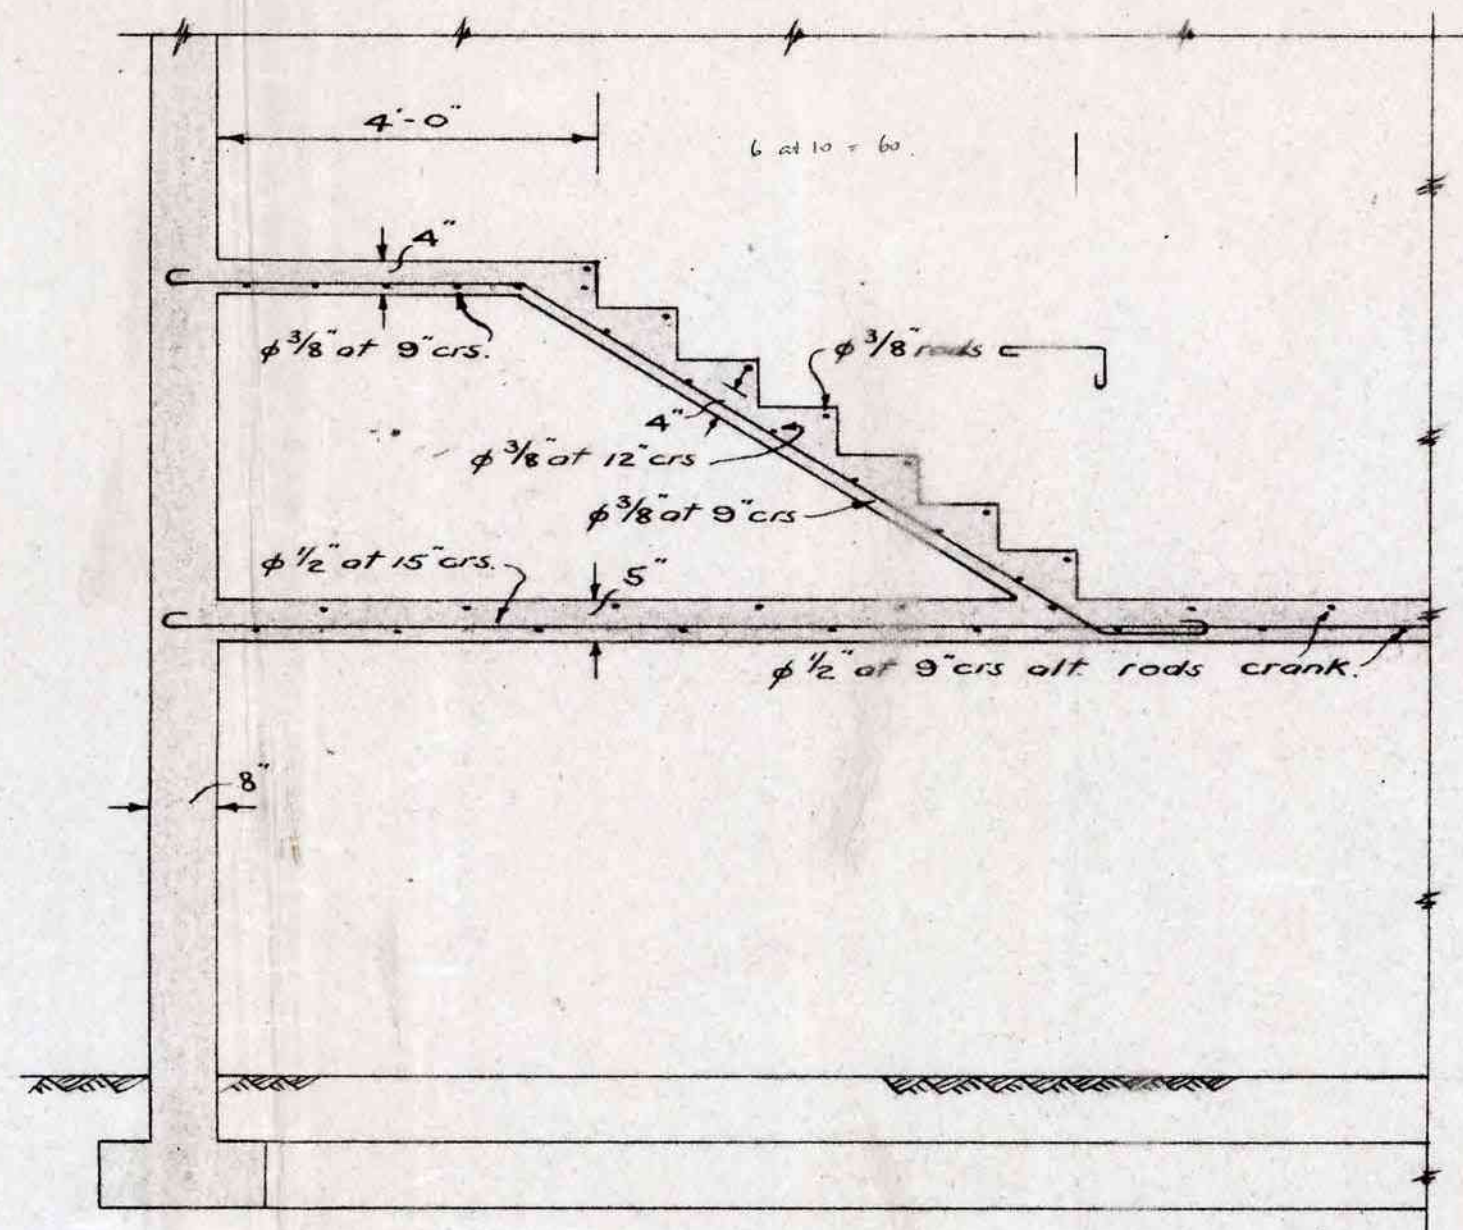 4'-0"
6 at 10 = 60.
4"
ϕ 3/8" at 9" crs.
ϕ 3/8" rods
4"
ϕ 3/8" at 12" crs
ϕ 3/8" at 9" crs
ϕ 1/2" at 15" crs.
5"
ϕ 1/2" at 9" crs alt. rods crank.
8"